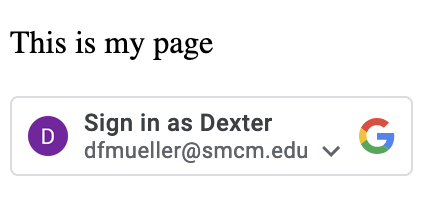 This is my page
D
Sign in as Dexter
dfmueller@smcm.edu
G